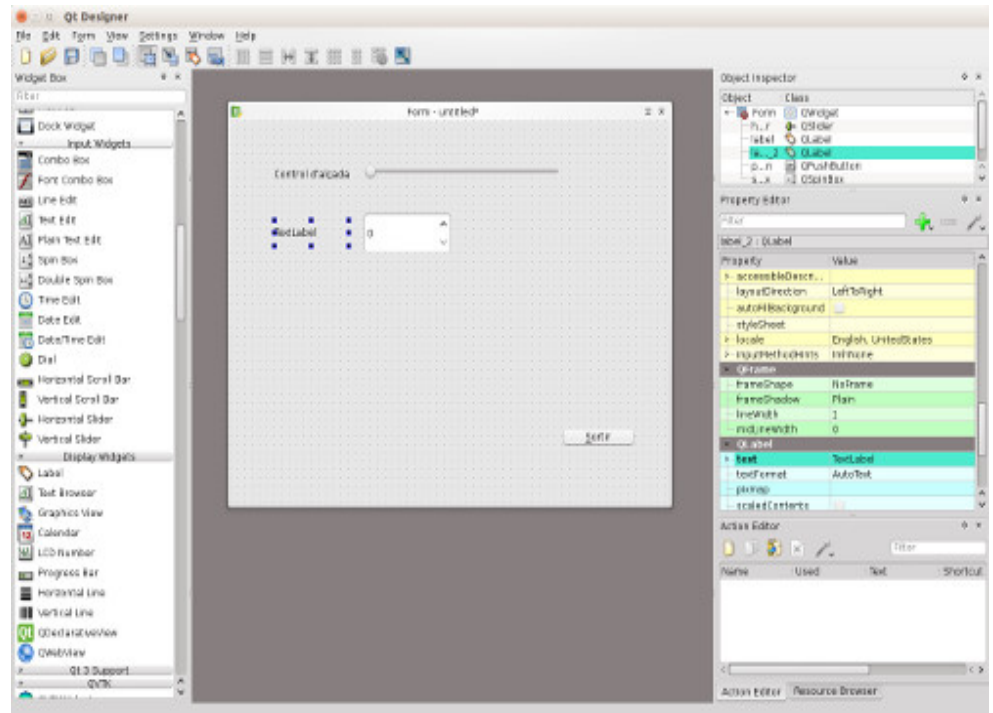 Qt Designer
File Edit Form View Settings Window Help
Widget Box
Filter
Dock Widget
Input Widgets
Combo Box
Font Combo Box
Line Edit
Text Edit
Plain Text Edit
Spin Box
Double Spin Box
Time Edit
Date Edit
Date/Time Edit
Dial
Horizontal Scroll Bar
Vertical Scroll Bar
Horizontal Slider
Vertical Slider
Display Widgets
Label
Text Browser
Graphics View
Calendar
LCD Number
Progress Bar
Horizontal Line
Vertical Line
QDeclarativeView
QWebView
Qt 3 Support
QVTK
Form - untitled*
Control d'alçada
TextLabel
0
Sortir
Object Inspector
Object Class
Form QWidget
h...r QSlider
label QLabel
la..._2 QLabel
p...n QPushButton
s...x QSpinBox
Property Editor
Filter
label_2 : QLabel
Property Value
accessibleDescr...
layoutDirection LeftToRight
autoFillBackground
styleSheet
locale English, UnitedStates
inputMethodHints ImhNone
QFrame
frameShape NoFrame
frameShadow Plain
lineWidth 1
midLineWidth 0
QLabel
text TextLabel
textFormat AutoText
pixmap
scaledContents
Action Editor
Filter
Name Used Text Shortcut
Action Editor Resource Browser